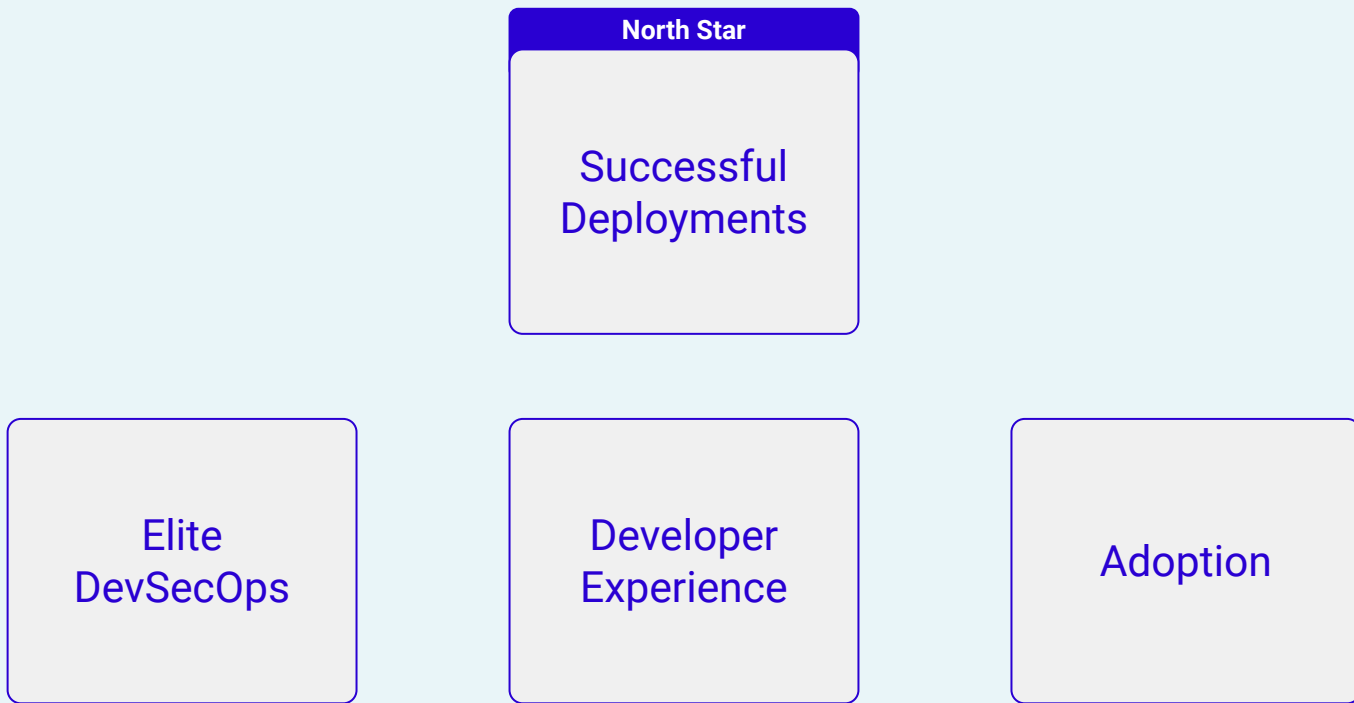 North Star
Successful
Deployments
Elite
DevSecOps
Developer
Experience
Adoption